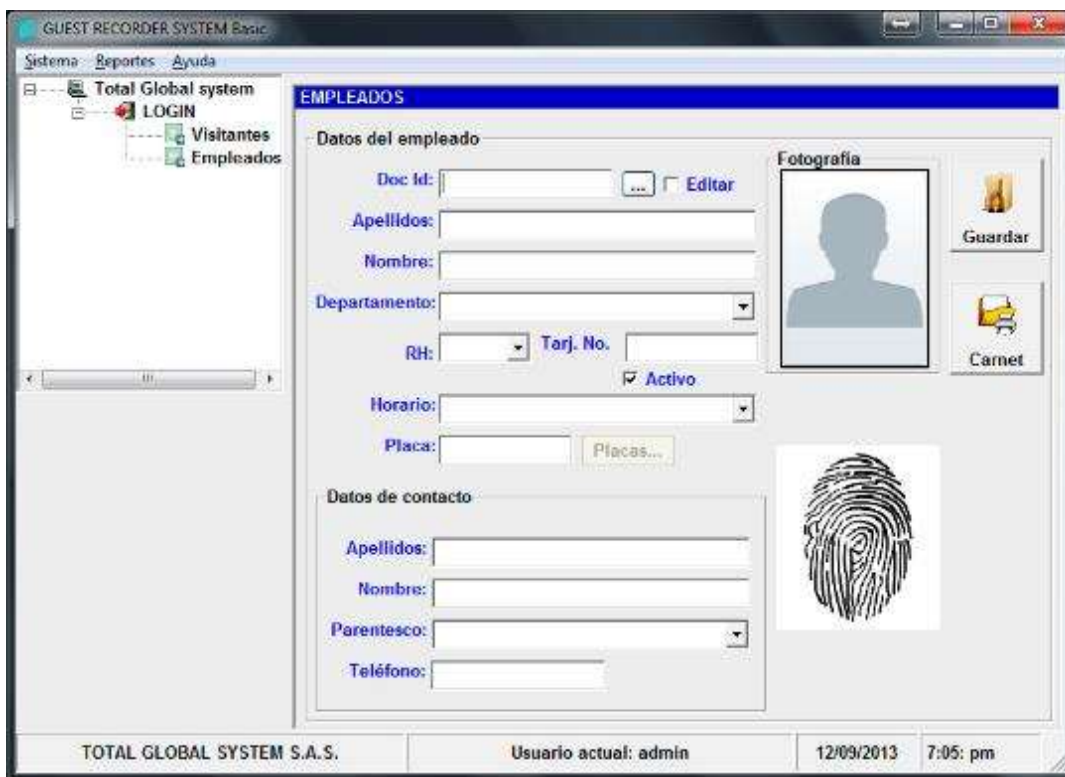 GUEST RECORDER SYSTEM Basic
Sistema Reportes Ayuda
Total Global system
LOGIN
Visitantes
Empleados
EMPLEADOS
Datos del empleado
Doc Id:
...
Editar
Apellidos:
Nombre:
Departamento:
RH:
Tarj. No.
Activo
Horario:
Placa:
Placas...
Fotografía
Guardar
Carnet
Datos de contacto
Apellidos:
Nombre:
Parentesco:
Teléfono:
TOTAL GLOBAL SYSTEM S.A.S.
Usuario actual: admin
12/09/2013
7:05: pm